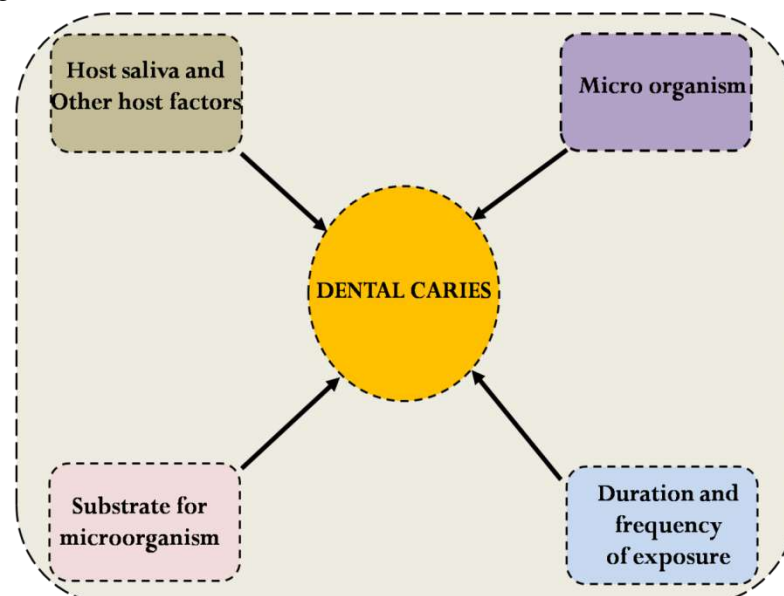 Host saliva and
Other host factors
Micro organism
DENTAL CARIES
Substrate for
microorganism
Duration and
frequency
of exposure